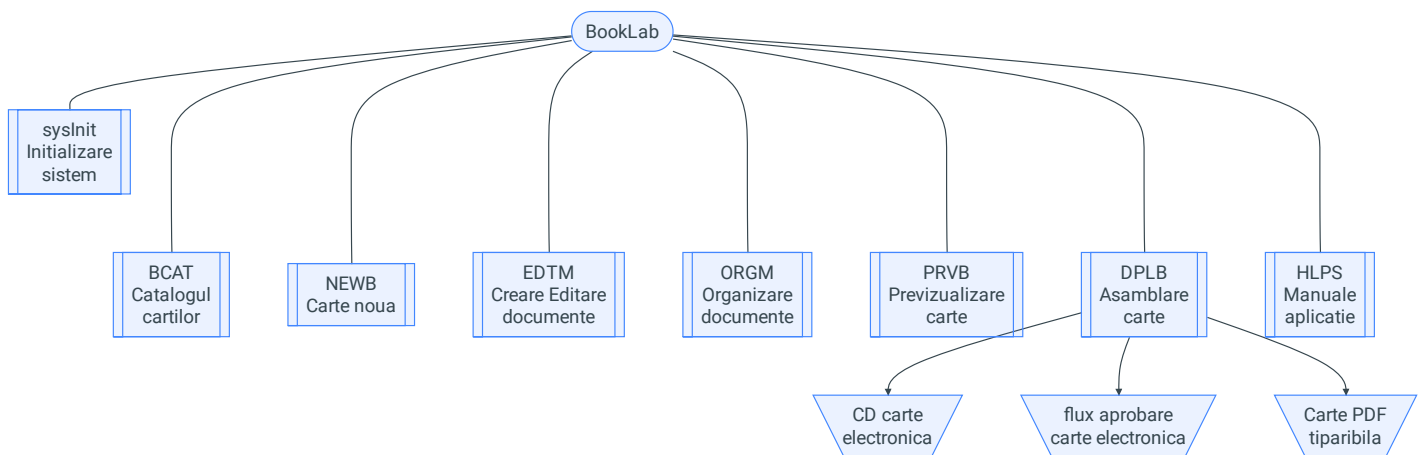 BookLab
sysInit
Initializare
sistem
BCAT
Catalogul
cartilor
NEWB
Carte noua
EDTM
Creare Editare
documente
ORGM
Organizare
documente
PRVB
Previzualizare
carte
DPLB
Asamblare
carte
HLPS
Manuale
aplicatie
CD carte
electronica
flux aprobare
carte electronica
Carte PDF
tiparibila